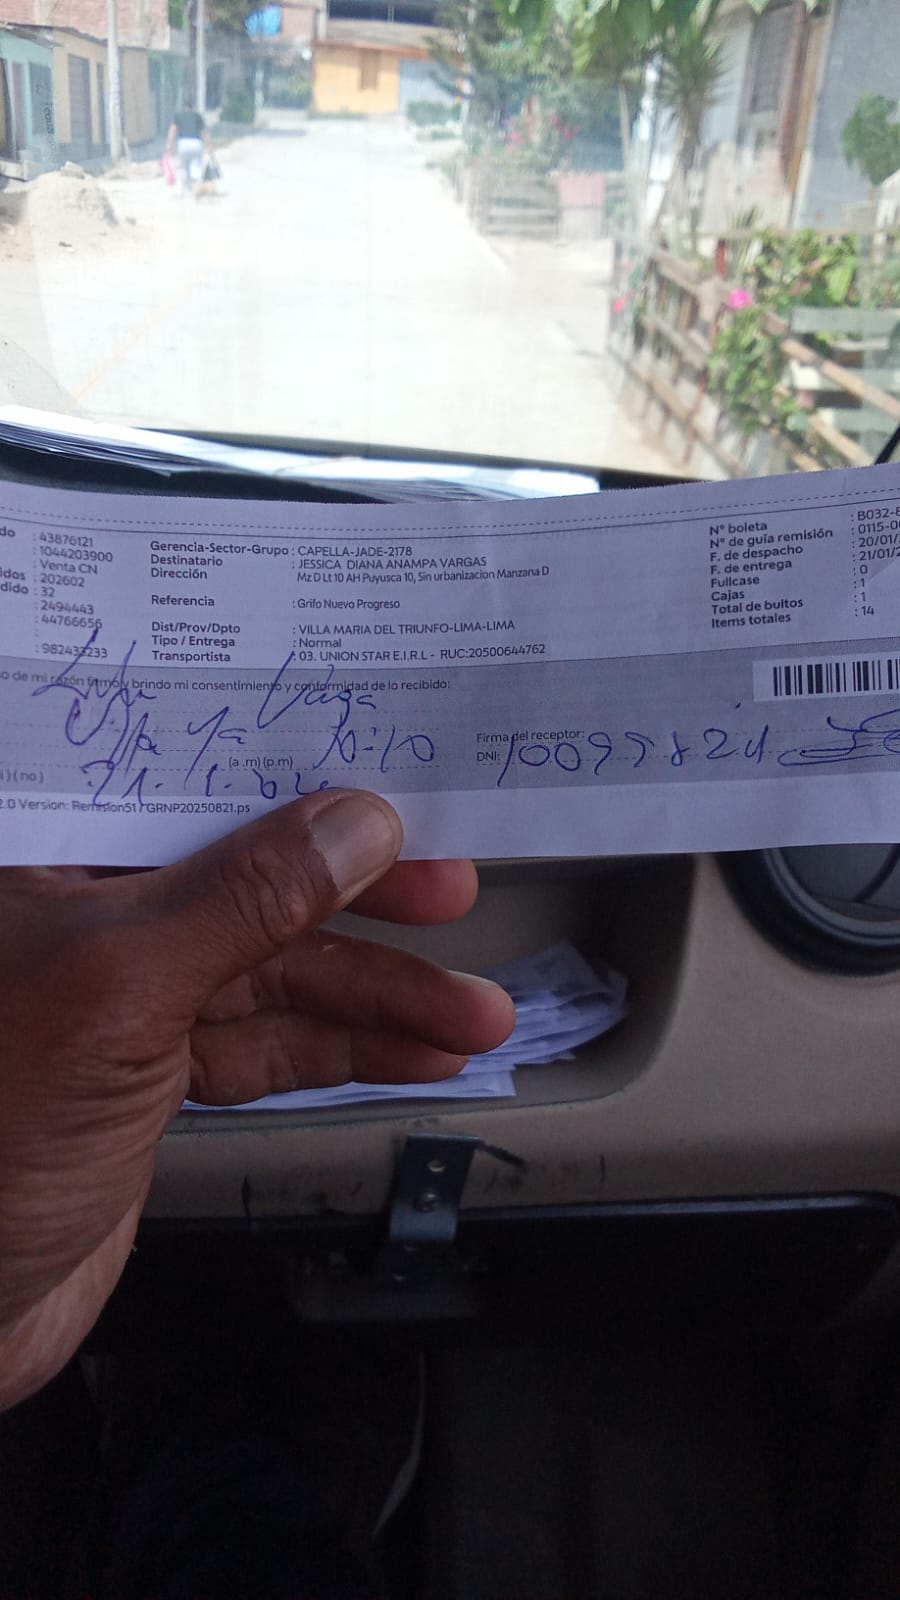 do : 43876121
: 1044203900
: Venta CN
idos : 202602
dido : 32
: 2494443
: 44766656
:
: 982433233
Gerencia-Sector-Grupo : CAPELLA-JADE-2178
Destinatario : JESSICA DIANA ANAMPA VARGAS
Dirección Mz D Lt 10 AH Puyusca 10, Sin urbanizacion Manzana D
Referencia : Grifo Nuevo Progreso
Dist/Prov/Dpto : VILLA MARIA DEL TRIUNFO-LIMA-LIMA
Tipo / Entrega : Normal
Transportista : 03. UNION STAR E.I.R.L - RUC:20500644762
N° boleta : B032-8
N° de guía remisión : 0115-0
F. de despacho : 20/01/
F. de entrega : 21/01/2
Fullcase : 0
Cajas : 1
Total de bultos : 1
Items totales : 14
o de mi razón firmo y brindo mi consentimiento y conformidad de lo recibido:
(a.m) (p.m) 10:10
Firma del receptor:
DNI:
i ) ( no )
2.0 Version: Remision51 / GRNP20250821.ps